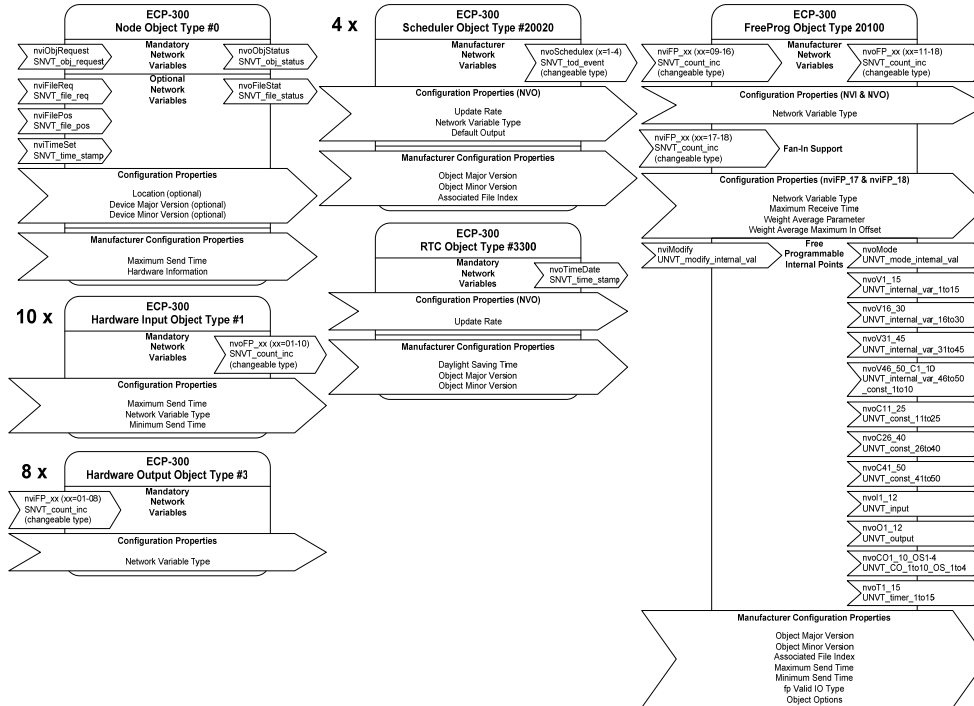 ECP-300
Node Object Type #0
Mandatory
Network
Variables
nviObjRequest
SNVT_obj_request
nvoObjStatus
SNVT_obj_status
Optional
Network
Variables
nviFileReq
SNVT_file_req
nvoFileStat
SNVT_file_status
nviFilePos
SNVT_file_pos
nviTimeSet
SNVT_time_stamp
Configuration Properties
Location (optional)
Device Major Version (optional)
Device Minor Version (optional)
Manufacturer Configuration Properties
Maximum Send Time
Hardware Information
10 x
ECP-300
Hardware Input Object Type #1
Mandatory
Network
Variables
nvoFP_xx (xx=01-10)
SNVT_count_inc
(changeable type)
Configuration Properties
Maximum Send Time
Network Variable Type
Minimum Send Time
8 x
ECP-300
Hardware Output Object Type #3
Mandatory
Network
Variables
nviFP_xx (xx=01-08)
SNVT_count_inc
(changeable type)
Configuration Properties
Network Variable Type
4 x
ECP-300
Scheduler Object Type #20020
Manufacturer
Network
Variables
nvoSchedulex (x=1-4)
SNVT_tod_event
(changeable type)
Configuration Properties (NVO)
Update Rate
Network Variable Type
Default Output
Manufacturer Configuration Properties
Object Major Version
Object Minor Version
Associated File Index
ECP-300
RTC Object Type #3300
Mandatory
Network
Variables
nvoTimeDate
SNVT_time_stamp
Configuration Properties (NVO)
Update Rate
Manufacturer Configuration Properties
Daylight Saving Time
Object Major Version
Object Minor Version
ECP-300
FreeProg Object Type 20100
Manufacturer
Network
Variables
nviFP_xx (xx=09-16)
SNVT_count_inc
(changeable type)
nvoFP_xx (xx=11-18)
SNVT_count_inc
(changeable type)
Configuration Properties (NVI & NVO)
Network Variable Type
nviFP_xx (xx=17-18)
SNVT_count_inc
(changeable type)
Fan-In Support
Configuration Properties (nviFP_17 & nviFP_18)
Network Variable Type
Maximum Receive Time
Weight Average Parameter
Weight Average Maximum In Offset
nviModify
UNVT_modify_internal_val
Free
Programmable
Internal Points
nvoMode
UNVT_mode_internal_val
nvoV1_15
UNVT_internal_var_1to15
nvoV16_30
UNVT_internal_var_16to30
nvoV31_45
UNVT_internal_var_31to45
nvoV46_50_C1_10
UNVT_internal_var_46to50
_const_1to10
nvoC11_25
UNVT_const_11to25
nvoC26_40
UNVT_const_26to40
nvoC41_50
UNVT_const_41to50
nvoI1_12
UNVT_input
nvoO1_12
UNVT_output
nvoCO1_10_OS1-4
UNVT_CO_1to10_OS_1to4
nvoT1_15
UNVT_timer_1to15
Manufacturer Configuration Properties
Object Major Version
Object Minor Version
Associated File Index
Maximum Send Time
Minimum Send Time
fp Valid IO Type
Object Options